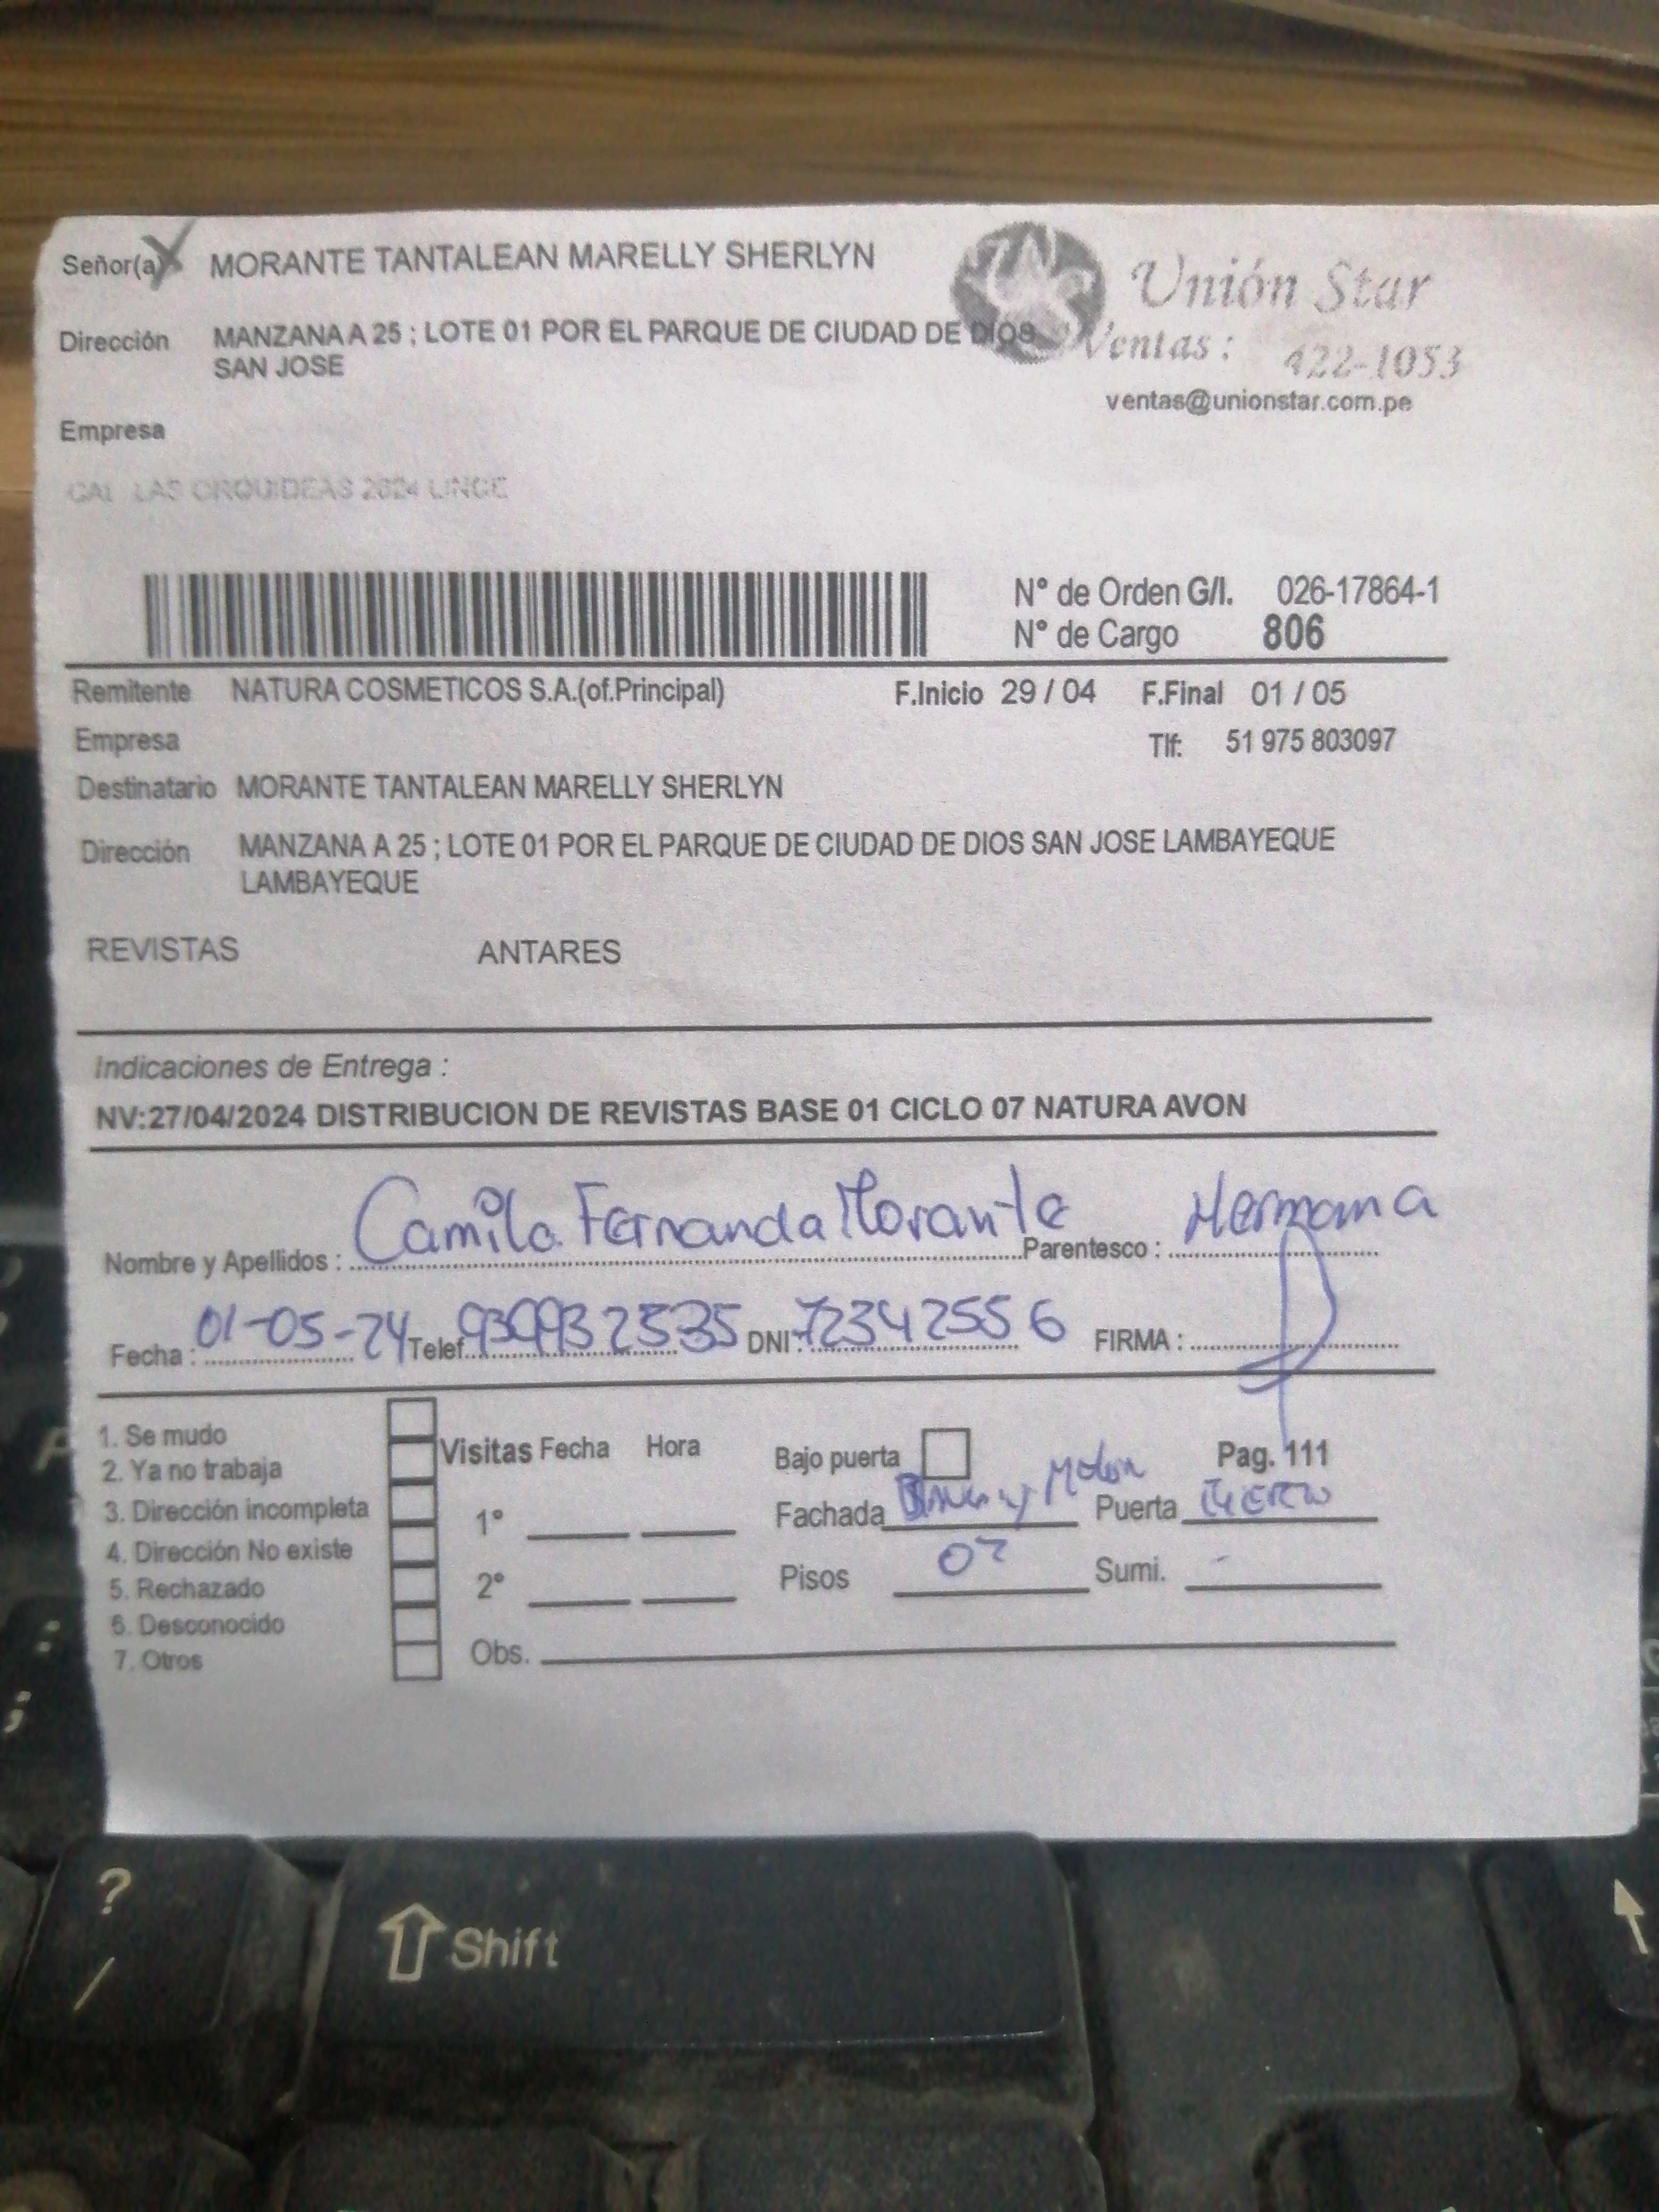 Señor(a) MORANTE TANTALEAN MARELLY SHERLYN
Unión Star
Dirección MANZANA A 25 ; LOTE 01 POR EL PARQUE DE CIUDAD DE DIOS
SAN JOSE
Ventas : 422-1053
ventas@unionstar.com.pe
Empresa
CAL LAS ORQUIDEAS 2624 LINCE
N° de Orden G/I. 026-17864-1
N° de Cargo 806
Remitente NATURA COSMETICOS S.A.(of.Principal) F.Inicio 29 / 04 F.Final 01 / 05
Empresa Tlf: 51 975 803097
Destinatario MORANTE TANTALEAN MARELLY SHERLYN
Dirección MANZANA A 25 ; LOTE 01 POR EL PARQUE DE CIUDAD DE DIOS SAN JOSE LAMBAYEQUE
LAMBAYEQUE
REVISTAS ANTARES
Indicaciones de Entrega :
NV:27/04/2024 DISTRIBUCION DE REVISTAS BASE 01 CICLO 07 NATURA AVON
Nombre y Apellidos : Camila Fernanda Morante Parentesco : Hermana
Fecha : 01-05-24 Telef. DNI : 72342556 FIRMA :
1. Se mudo
2. Ya no trabaja
3. Dirección incompleta
4. Dirección No existe
5. Rechazado
6. Desconocido
7. Otros
Visitas Fecha Hora
1°
2°
Obs.
Bajo puerta Pag. 111
Fachada Puerta
Pisos 02 Sumi. -
?
/
Shift
;